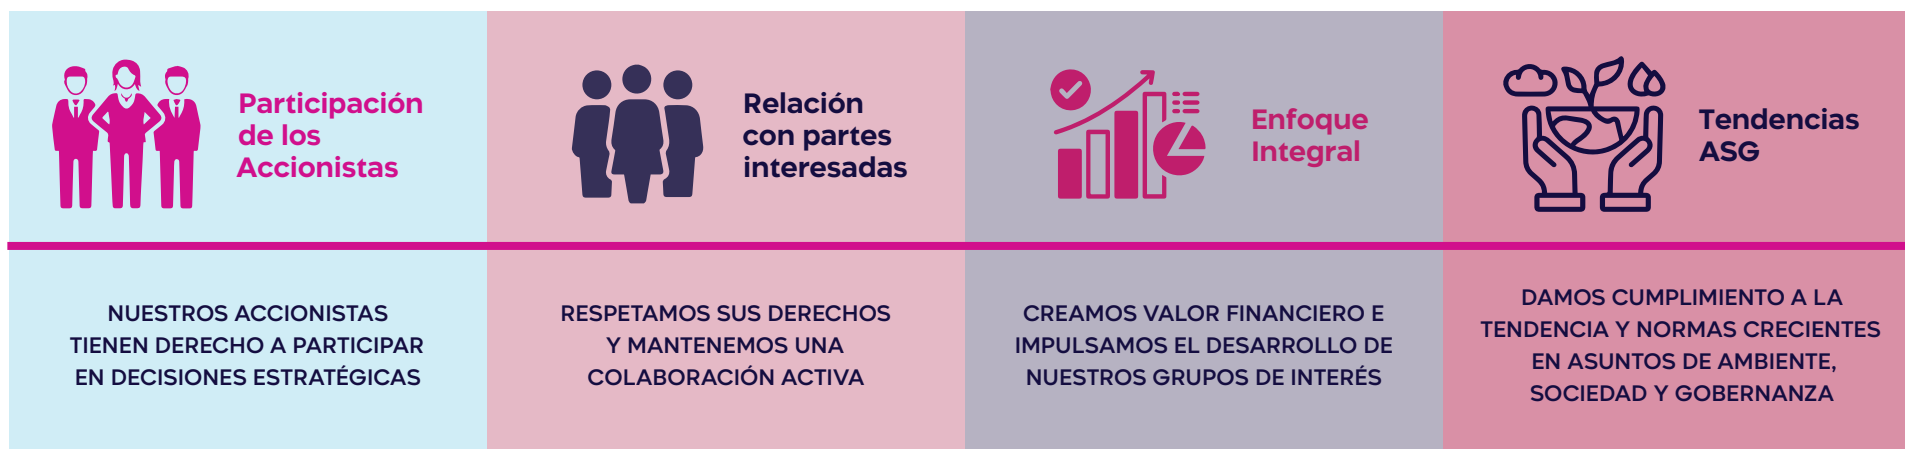 Participación
de los
Accionistas
NUESTROS ACCIONISTAS
TIENEN DERECHO A PARTICIPAR
EN DECISIONES ESTRATÉGICAS
Relación
con partes
interesadas
RESPETAMOS SUS DERECHOS
Y MANTENEMOS UNA
COLABORACIÓN ACTIVA
Enfoque
Integral
CREAMOS VALOR FINANCIERO E
IMPULSAMOS EL DESARROLLO DE
NUESTROS GRUPOS DE INTERÉS
Tendencias
ASG
DAMOS CUMPLIMIENTO A LA
TENDENCIA Y NORMAS CRECIENTES
EN ASUNTOS DE AMBIENTE,
SOCIEDAD Y GOBERNANZA